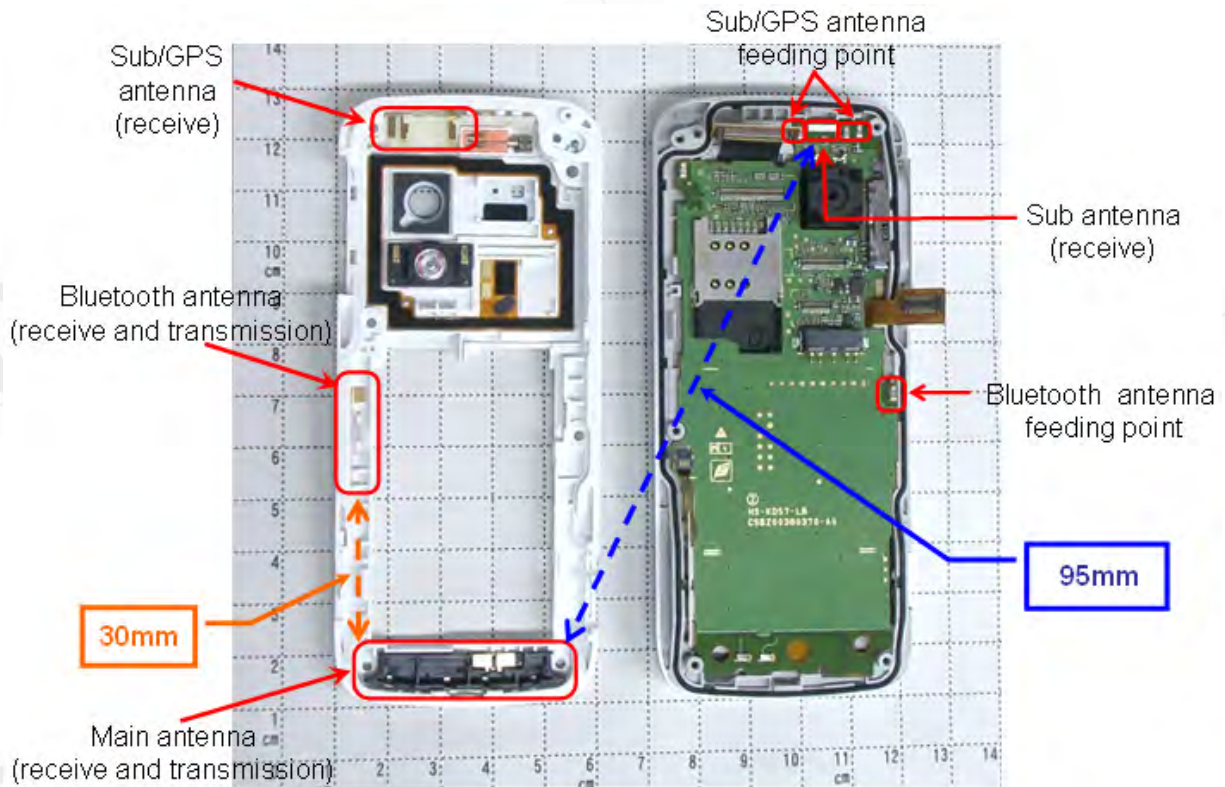 Sub/GPS
antenna
(receive)
Sub/GPS antenna
feeding point
Sub antenna
(receive)
Bluetooth antenna
(receive and transmission)
Bluetooth antenna
feeding point
30mm
95mm
Main antenna
(receive and transmission)
14
13
12
11
10
cm
9
8
7
6
5
4
3
2
1
cm
2
3
4
5
6
cm
7
8
9
10
11
cm
12
13
14